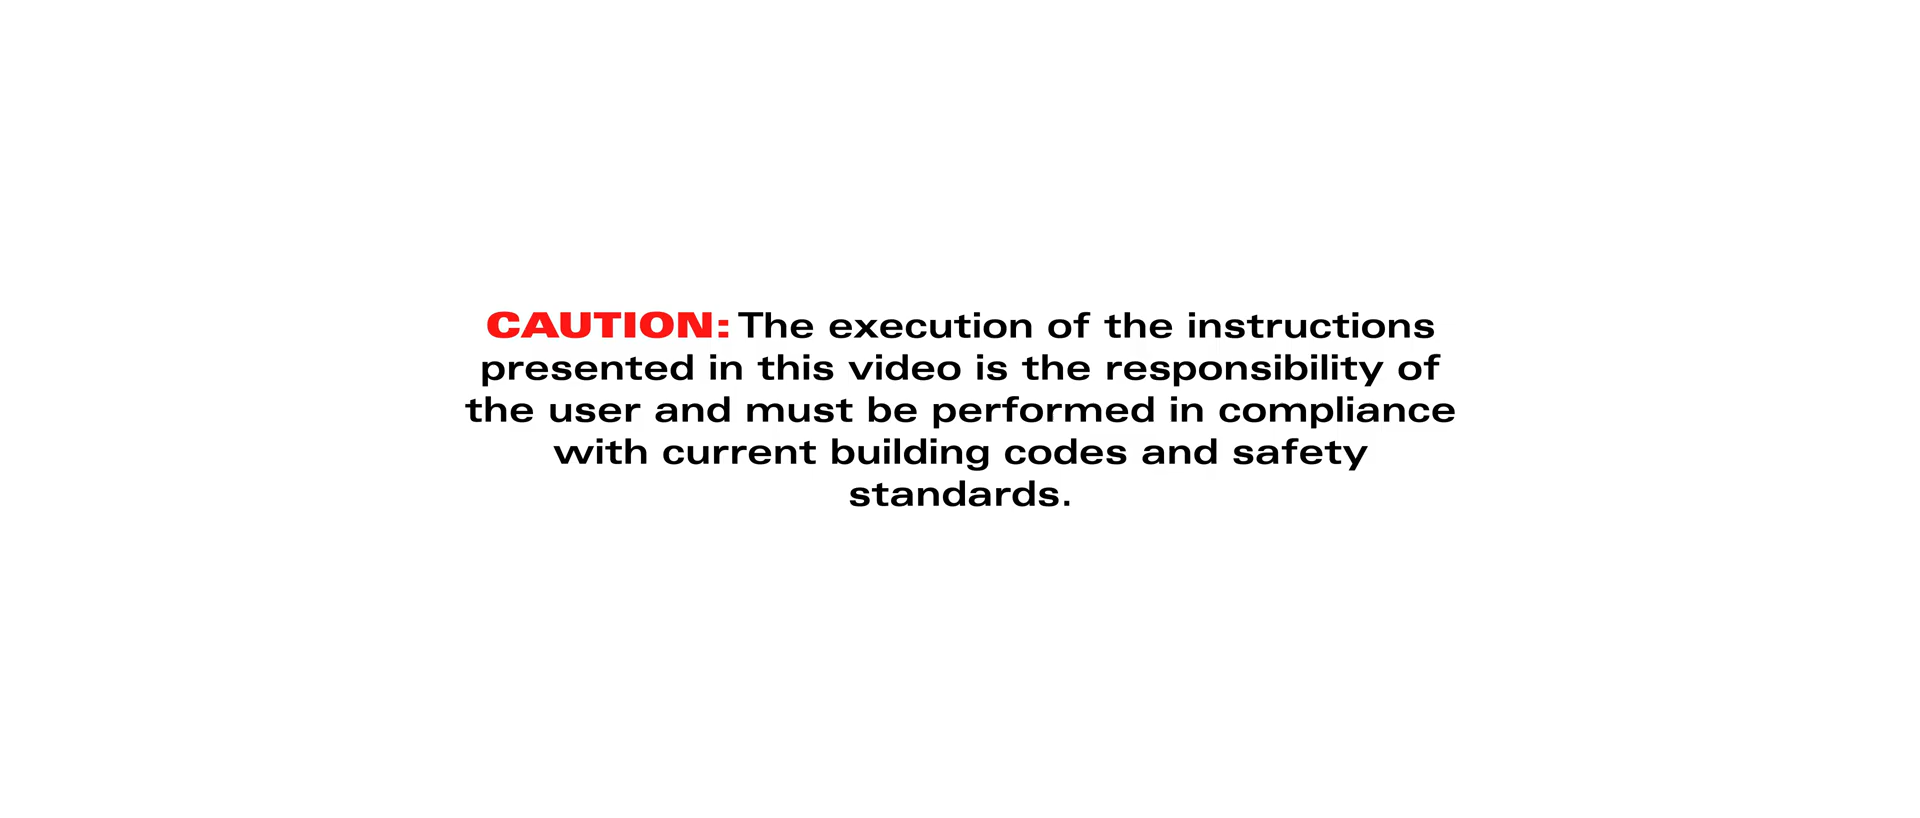 CAUTION: The execution of the instructions
presented in this video is the responsibility of
the user and must be performed in compliance
with current building codes and safety
standards.